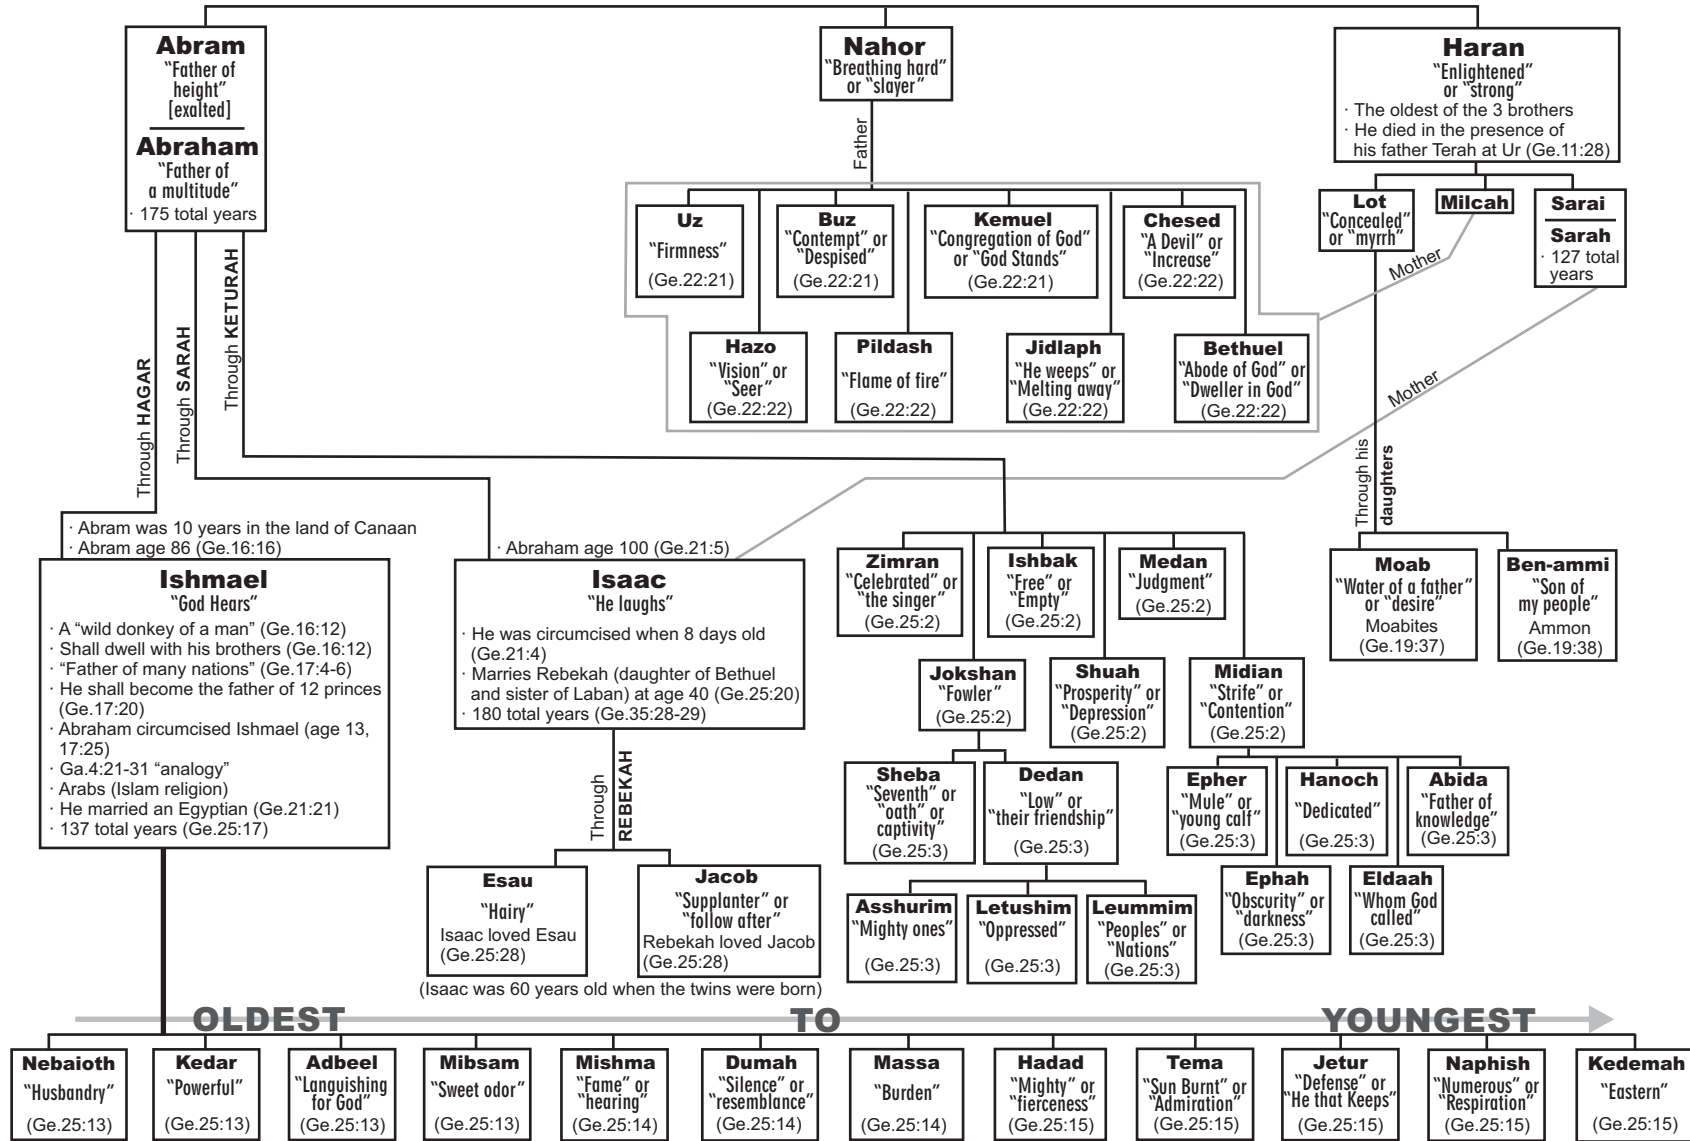 Abram
“Father of
height”
[exalted]
Abraham
“Father of
a multitude”
· 175 total years
Nahor
“Breathing hard”
or “slayer”
Haran
“Enlightened”
or “strong”
· The oldest of the 3 brothers
· He died in the presence of
his father Terah at Ur (Ge.11:28)
Father
Uz
“Firmness”
(Ge.22:21)
Buz
“Contempt” or
“Despised”
(Ge.22:21)
Kemuel
“Congregation of God”
or “God Stands”
(Ge.22:21)
Chesed
“A Devil” or
“Increase”
(Ge.22:22)
Lot
“Concealed”
or “myrrh”
Milcah
Sarai
Sarah
· 127 total
years
Mother
Hazo
“Vision” or
“Seer”
(Ge.22:22)
Pildash
“Flame of fire”
(Ge.22:22)
Jidlaph
“He weeps” or
“Melting away”
(Ge.22:22)
Bethuel
“Abode of God” or
“Dweller in God”
(Ge.22:22)
Mother
Through HAGAR
Through SARAH
Through KETURAH
Through his
daughters
· Abram was 10 years in the land of Canaan
· Abram age 86 (Ge.16:16)
Ishmael
“God Hears”
· A “wild donkey of a man” (Ge.16:12)
· Shall dwell with his brothers (Ge.16:12)
· “Father of many nations” (Ge.17:4-6)
· He shall become the father of 12 princes
(Ge.17:20)
· Abraham circumcised Ishmael (age 13,
17:25)
· Ga.4:21-31 “analogy”
· Arabs (Islam religion)
· He married an Egyptian (Ge.21:21)
· 137 total years (Ge.25:17)
· Abraham age 100 (Ge.21:5)
Isaac
“He laughs”
· He was circumcised when 8 days old
(Ge.21:4)
· Marries Rebekah (daughter of Bethuel
and sister of Laban) at age 40 (Ge.25:20)
· 180 total years (Ge.35:28-29)
Through
REBEKAH
Esau
“Hairy”
Isaac loved Esau
(Ge.25:28)
Jacob
“Supplanter” or
“follow after”
Rebekah loved Jacob
(Ge.25:28)
(Isaac was 60 years old when the twins were born)
Zimran
“Celebrated” or
“the singer”
(Ge.25:2)
Ishbak
“Free” or
“Empty”
(Ge.25:2)
Medan
“Judgment”
(Ge.25:2)
Jokshan
“Fowler”
(Ge.25:2)
Shuah
“Prosperity” or
“Depression”
(Ge.25:2)
Midian
“Strife” or
“Contention”
(Ge.25:2)
Moab
“Water of a father”
or “desire”
Moabites
(Ge.19:37)
Ben-ammi
“Son of
my people”
Ammon
(Ge.19:38)
Sheba
“Seventh” or
“oath” or
captivity”
(Ge.25:3)
Dedan
“Low” or
“their friendship”
(Ge.25:3)
Epher
“Mule” or
“young calf”
(Ge.25:3)
Hanoch
“Dedicated”
(Ge.25:3)
Abida
“Father of
knowledge”
(Ge.25:3)
Asshurim
“Mighty ones”
(Ge.25:3)
Letushim
“Oppressed”
(Ge.25:3)
Leummim
“Peoples” or
“Nations”
(Ge.25:3)
Ephah
“Obscurity” or
“darkness”
(Ge.25:3)
Eldaah
“Whom God
called”
(Ge.25:3)
OLDEST TO YOUNGEST
Nebaioth
“Husbandry”
(Ge.25:13)
Kedar
“Powerful”
(Ge.25:13)
Adbeel
“Languishing
for God”
(Ge.25:13)
Mibsam
“Sweet odor”
(Ge.25:13)
Mishma
“Fame” or
“hearing”
(Ge.25:14)
Dumah
“Silence” or
“resemblance”
(Ge.25:14)
Massa
“Burden”
(Ge.25:14)
Hadad
“Mighty” or
“fierceness”
(Ge.25:15)
Tema
“Sun Burnt” or
“Admiration”
(Ge.25:15)
Jetur
“Defense” or
“He that Keeps”
(Ge.25:15)
Naphish
“Numerous” or
“Respiration”
(Ge.25:15)
Kedemah
“Eastern”
(Ge.25:15)